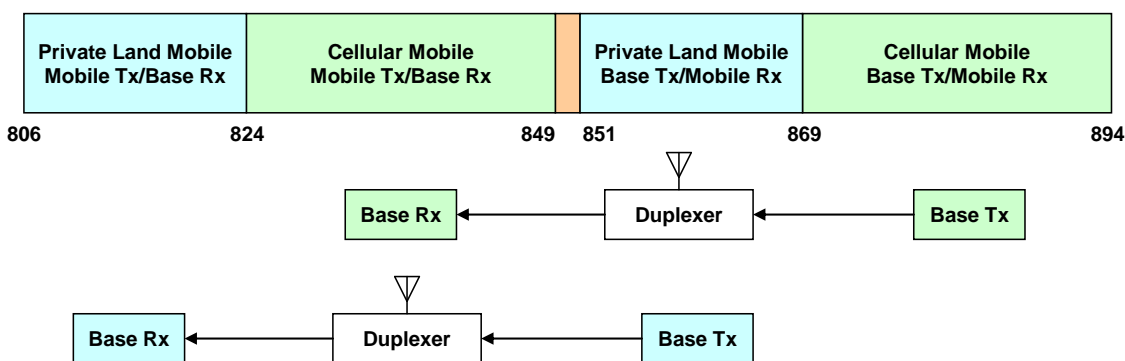 Private Land Mobile
Mobile Tx/Base Rx
Cellular Mobile
Mobile Tx/Base Rx
Private Land Mobile
Base Tx/Mobile Rx
Cellular Mobile
Base Tx/Mobile Rx
806
824
849
851
869
894
Base Rx
Duplexer
Base Tx
Base Rx
Duplexer
Base Tx